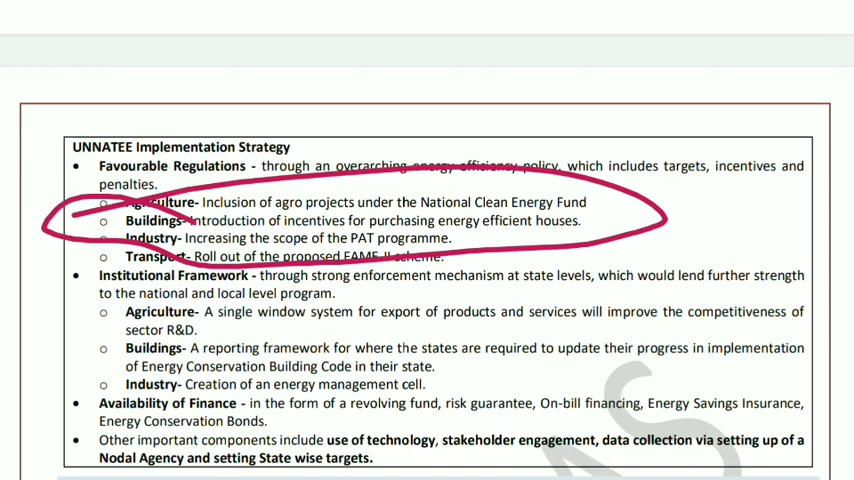 UNNATEE Implementation Strategy
• Favourable Regulations - through an overarching energy efficiency policy, which includes targets, incentives and
penalties.
o Agriculture- Inclusion of agro projects under the National Clean Energy Fund
o Buildings- Introduction of incentives for purchasing energy efficient houses.
o Industry- Increasing the scope of the PAT programme.
o Transport- Roll out of the proposed FAME II scheme.
• Institutional Framework - through strong enforcement mechanism at state levels, which would lend further strength
to the national and local level program.
o Agriculture- A single window system for export of products and services will improve the competitiveness of
sector R&D.
o Buildings- A reporting framework for where the states are required to update their progress in implementation
of Energy Conservation Building Code in their state.
o Industry- Creation of an energy management cell.
• Availability of Finance - in the form of a revolving fund, risk guarantee, On-bill financing, Energy Savings Insurance,
Energy Conservation Bonds.
• Other important components include use of technology, stakeholder engagement, data collection via setting up of a
Nodal Agency and setting State wise targets.